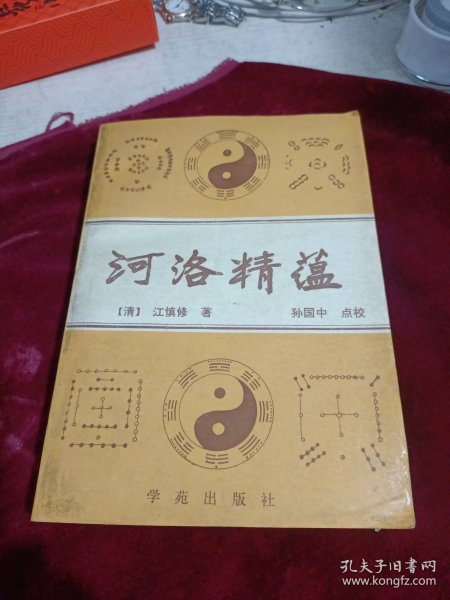 河洛精蕴
[清] 江慎修 著 孙国中 点校
学苑出版社
孔夫子旧书网
www.kongfz.com